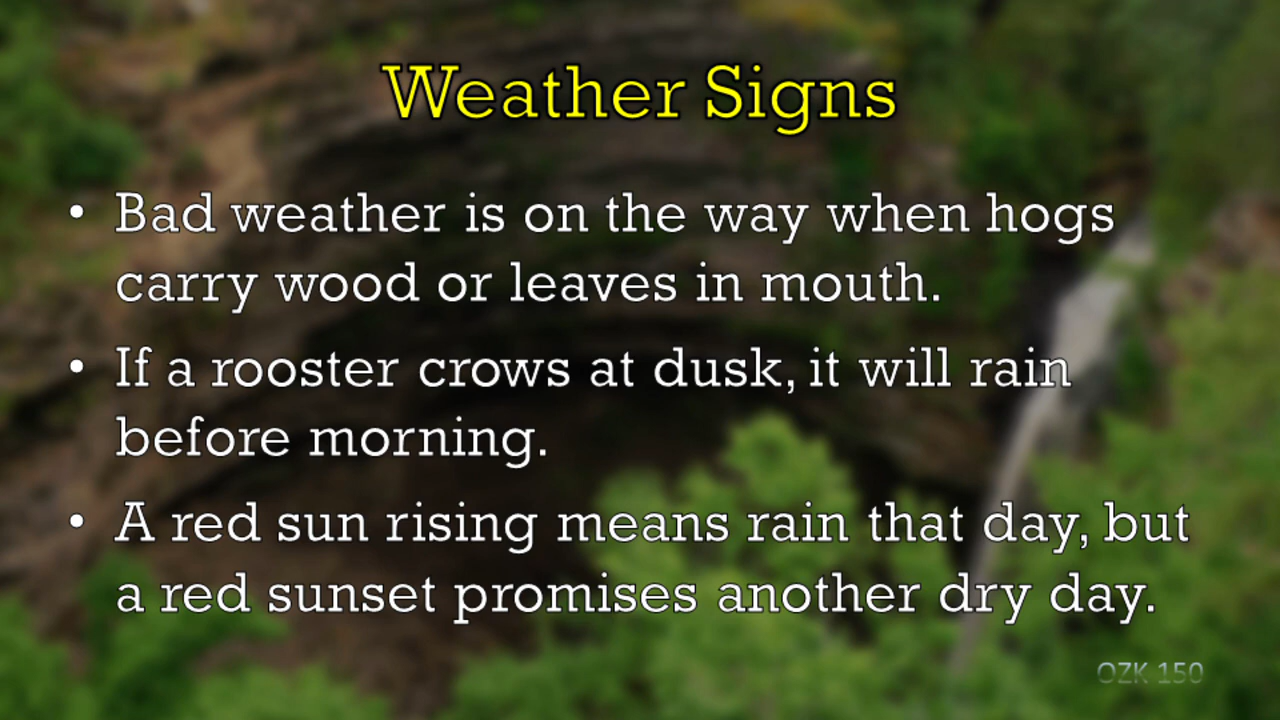 Weather Signs
• Bad weather is on the way when hogs
carry wood or leaves in mouth.
• If a rooster crows at dusk, it will rain
before morning.
• A red sun rising means rain that day, but
a red sunset promises another dry day.
OZK 150